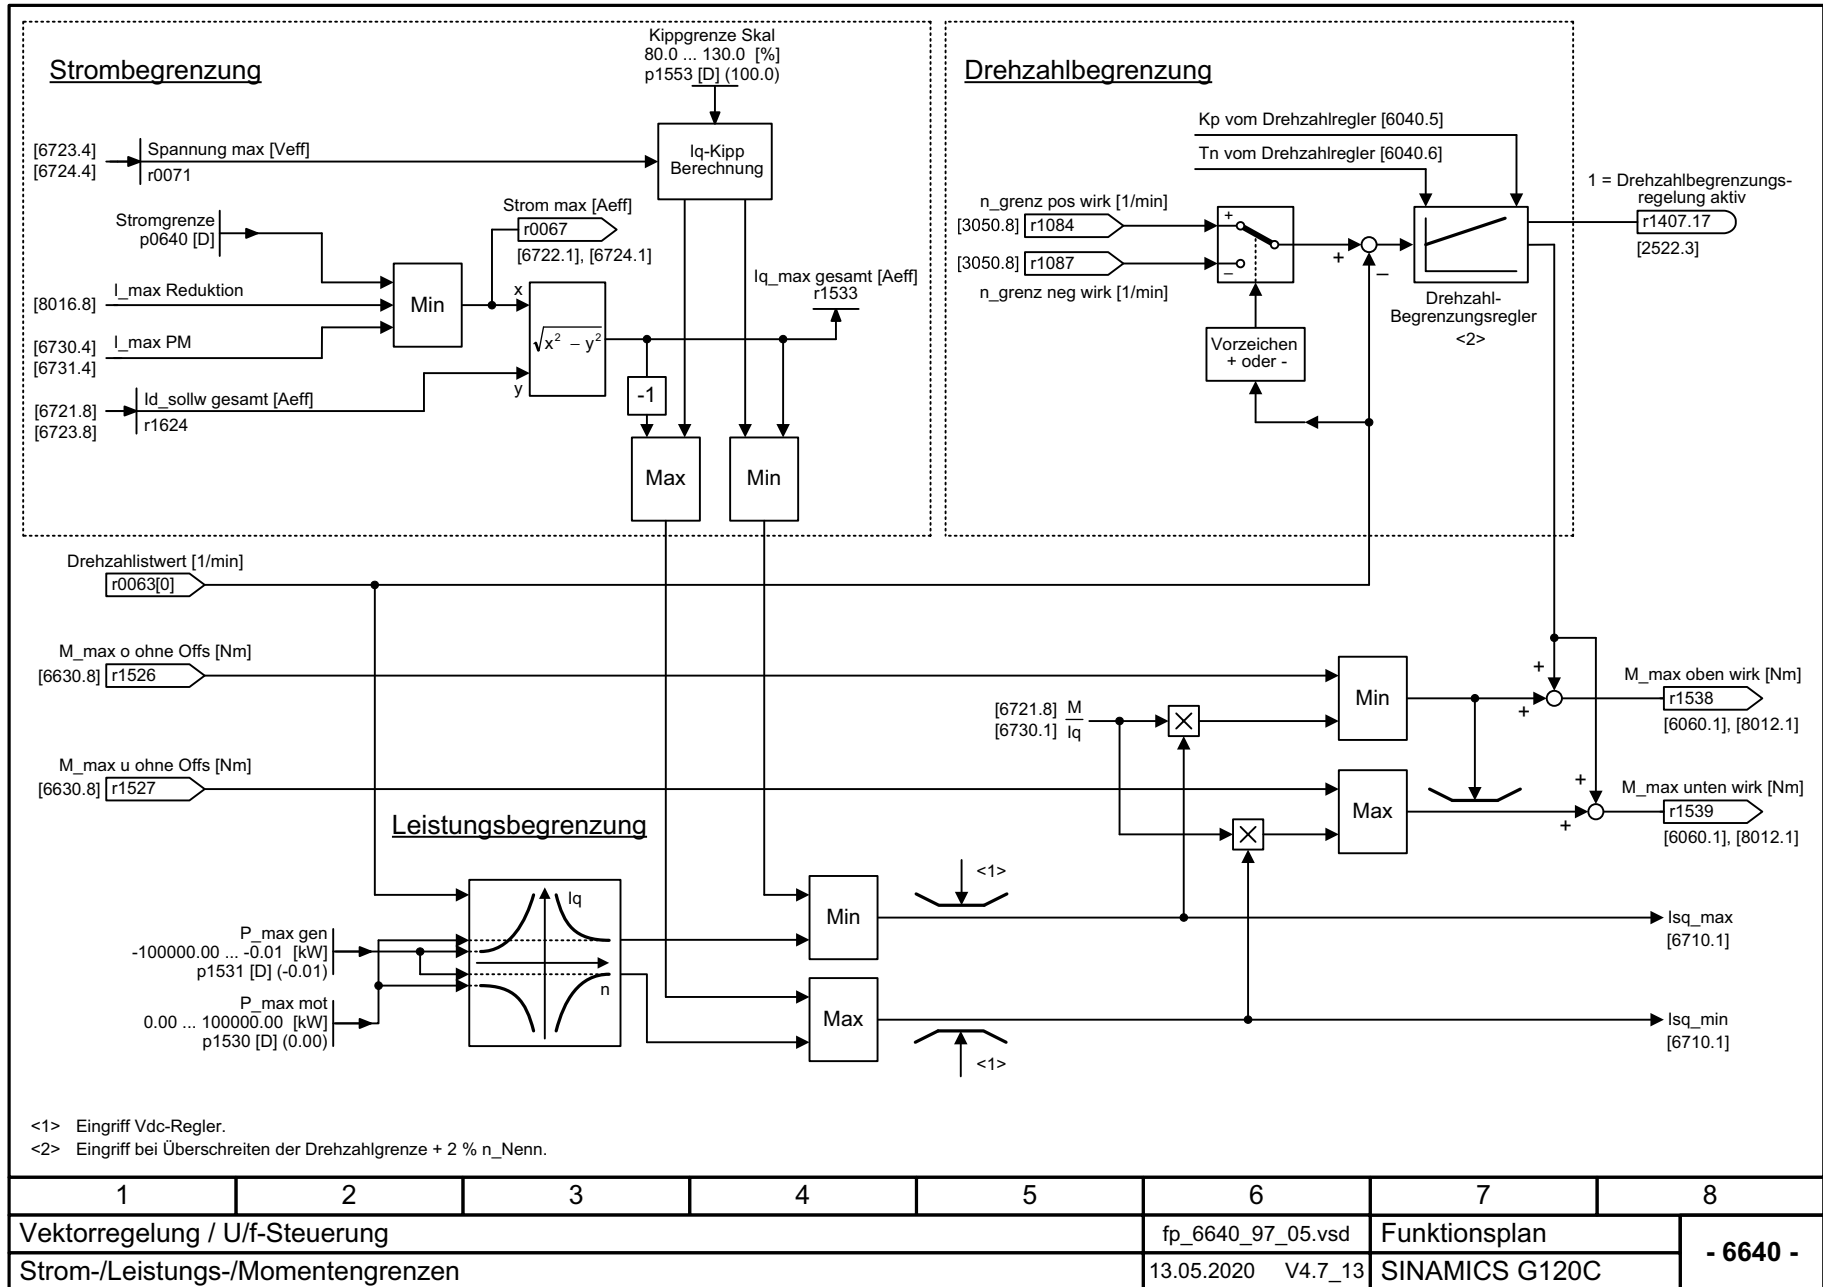 Strombegrenzung
Kippgrenze Skal
80.0 ... 130.0 [%]
p1553 [D] (100.0)
[6723.4]
[6724.4]
Spannung max [Veff]
r0071
Iq-Kipp
Berechnung
Stromgrenze
p0640 [D]
Strom max [Aeff]
r0067
[6722.1], [6724.1]
[8016.8]
I_max Reduktion
Min
[6730.4]
[6731.4]
I_max PM
x
√x² – y²
y
Iq_max gesamt [Aeff]
r1533
[6721.8]
[6723.8]
Id_sollw gesamt [Aeff]
r1624
-1
Max
Min
Drehzahlbegrenzung
Kp vom Drehzahlregler [6040.5]
Tn vom Drehzahlregler [6040.6]
n_grenz pos wirk [1/min]
[3050.8] r1084
[3050.8] r1087
n_grenz neg wirk [1/min]
+
–
+
–
Vorzeichen
+ oder -
Drehzahl-
Begrenzungsregler
<2>
1 = Drehzahlbegrenzungs-
regelung aktiv
r1407.17
[2522.3]
Drehzahlistwert [1/min]
r0063[0]
M_max o ohne Offs [Nm]
[6630.8] r1526
[6721.8]
[6730.1]
M
Iq
Min
+
+
M_max oben wirk [Nm]
r1538
[6060.1], [8012.1]
M_max u ohne Offs [Nm]
[6630.8] r1527
Max
+
+
M_max unten wirk [Nm]
r1539
[6060.1], [8012.1]
Leistungsbegrenzung
Iq
n
P_max gen
-100000.00 ... -0.01 [kW]
p1531 [D] (-0.01)
P_max mot
0.00 ... 100000.00 [kW]
p1530 [D] (0.00)
Min
<1>
Isq_max
[6710.1]
Max
<1>
Isq_min
[6710.1]
<1> Eingriff Vdc-Regler.
<2> Eingriff bei Überschreiten der Drehzahlgrenze + 2 % n_Nenn.
1 2 3 4 5 6 7 8
Vektorregelung / U/f-Steuerung
fp_6640_97_05.vsd
Funktionsplan
- 6640 -
Strom-/Leistungs-/Momentengrenzen
13.05.2020 V4.7_13
SINAMICS G120C